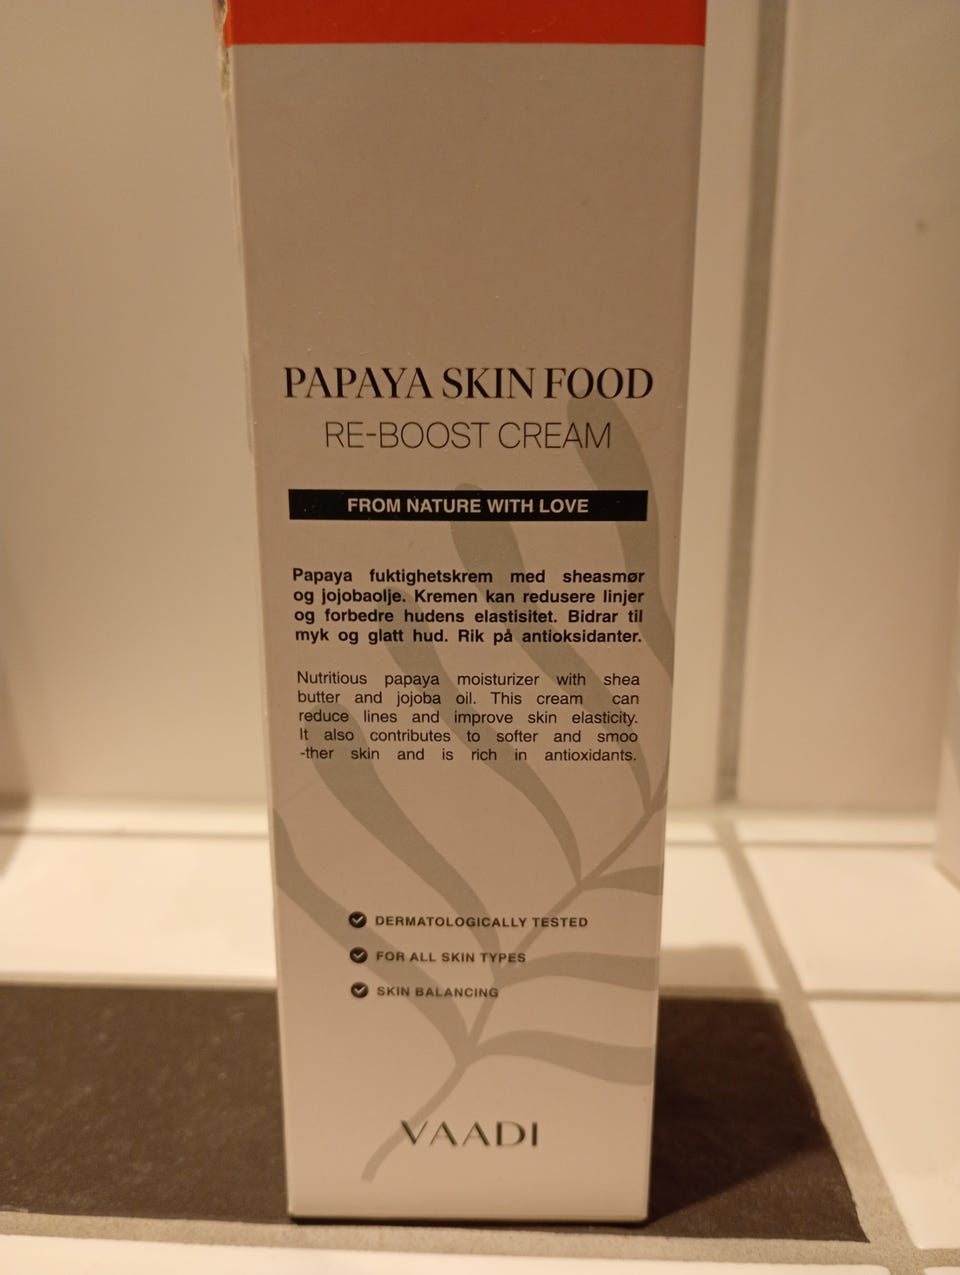 PAPAYA SKIN FOOD
RE-BOOST CREAM
FROM NATURE WITH LOVE
Papaya fuktighetskrem med sheasmør
og jojobaolje. Kremen kan redusere linjer
og forbedre hudens elastisitet. Bidrar til
myk og glatt hud. Rik på antioksidanter.
Nutritious papaya moisturizer with shea
butter and jojoba oil. This cream can
reduce lines and improve skin elasticity.
It also contributes to softer and smoo
-ther skin and is rich in antioxidants.
DERMATOLOGICALLY TESTED
FOR ALL SKIN TYPES
SKIN BALANCING
VAADI